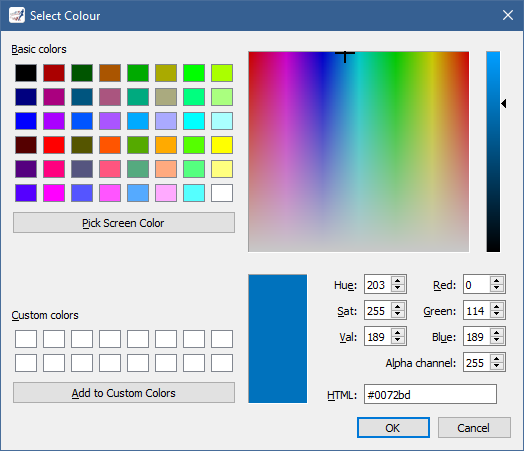 Select Colour
Basic colors
Pick Screen Color
Custom colors
Add to Custom Colors
Hue: 203 Red: 0
Sat: 255 Green: 114
Val: 189 Blue: 189
Alpha channel: 255
HTML: #0072bd
OK Cancel